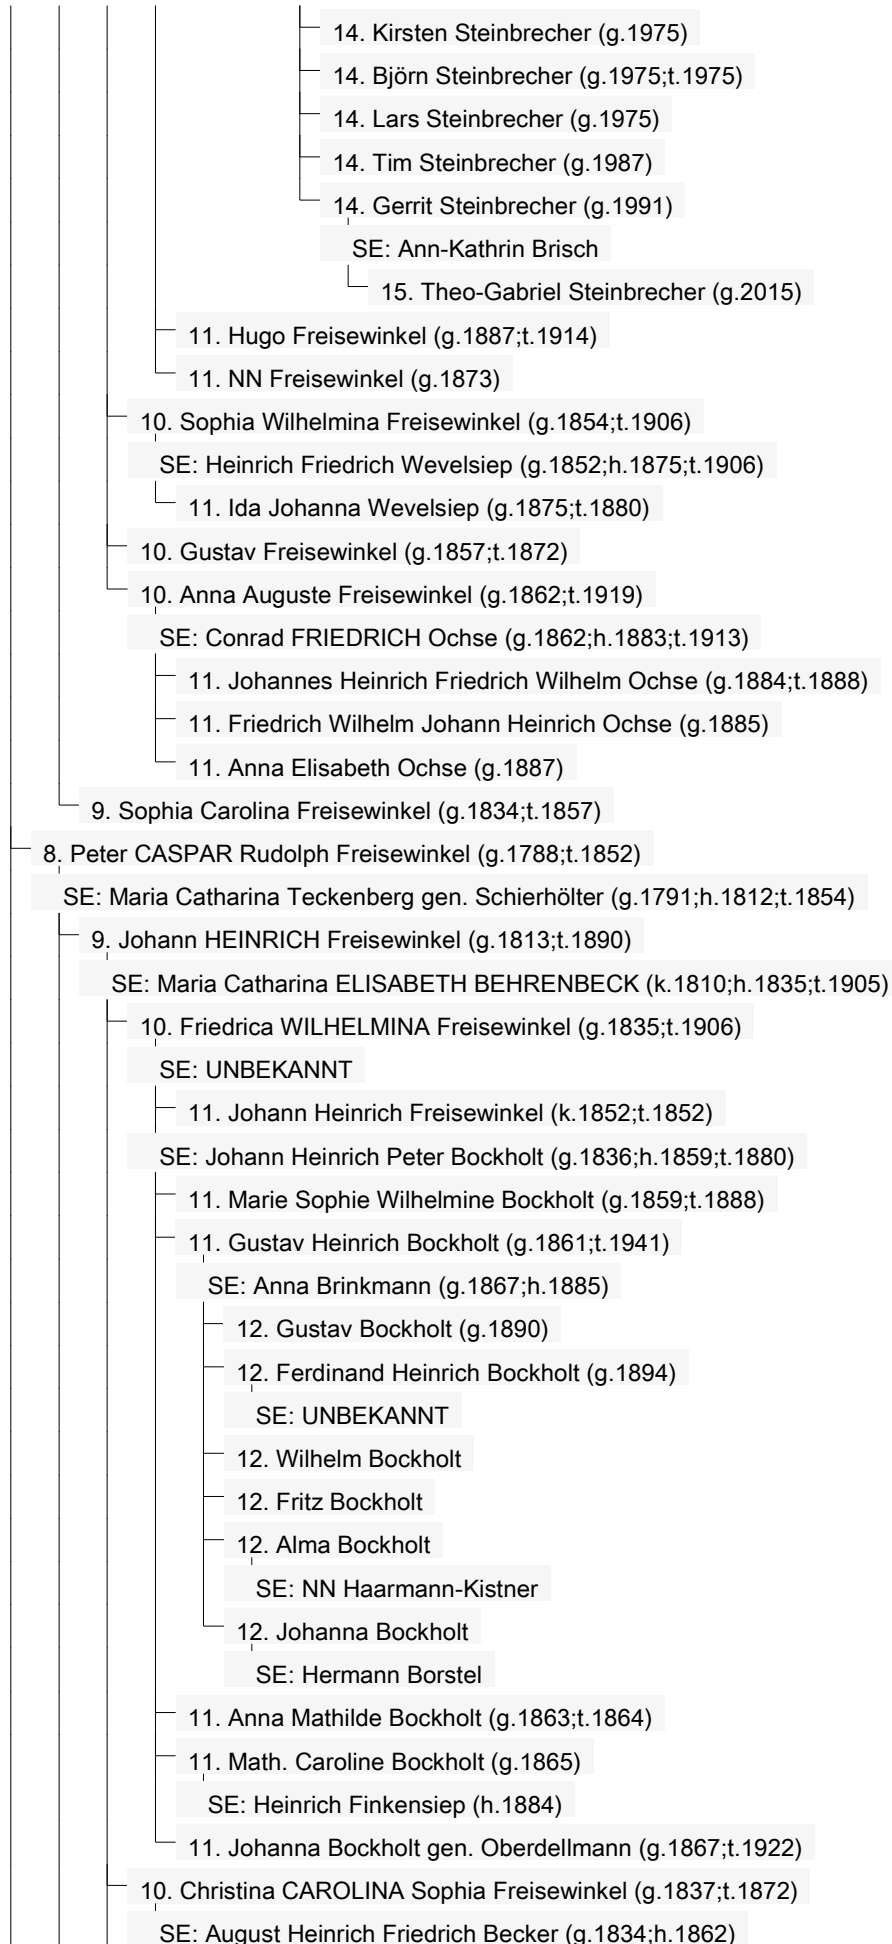 14. Kirsten Steinbrecher (g.1975)
14. Björn Steinbrecher (g.1975;t.1975)
14. Lars Steinbrecher (g.1975)
14. Tim Steinbrecher (g.1987)
14. Gerrit Steinbrecher (g.1991)
SE: Ann-Kathrin Brisch
15. Theo-Gabriel Steinbrecher (g.2015)
11. Hugo Freisewinkel (g.1887;t.1914)
11. NN Freisewinkel (g.1873)
10. Sophia Wilhelmina Freisewinkel (g.1854;t.1906)
SE: Heinrich Friedrich Wevelsiep (g.1852;h.1875;t.1906)
11. Ida Johanna Wevelsiep (g.1875;t.1880)
10. Gustav Freisewinkel (g.1857;t.1872)
10. Anna Auguste Freisewinkel (g.1862;t.1919)
SE: Conrad FRIEDRICH Ochse (g.1862;h.1883;t.1913)
11. Johannes Heinrich Friedrich Wilhelm Ochse (g.1884;t.1888)
11. Friedrich Wilhelm Johann Heinrich Ochse (g.1885)
11. Anna Elisabeth Ochse (g.1887)
9. Sophia Carolina Freisewinkel (g.1834;t.1857)
8. Peter CASPAR Rudolph Freisewinkel (g.1788;t.1852)
SE: Maria Catharina Teckenberg gen. Schierhölter (g.1791;h.1812;t.1854)
9. Johann HEINRICH Freisewinkel (g.1813;t.1890)
SE: Maria Catharina ELISABETH BEHRENBECK (k.1810;h.1835;t.1905)
10. Friedrica WILHELMINA Freisewinkel (g.1835;t.1906)
SE: UNBEKANNT
11. Johann Heinrich Freisewinkel (k.1852;t.1852)
SE: Johann Heinrich Peter Bockholt (g.1836;h.1859;t.1880)
11. Marie Sophie Wilhelmine Bockholt (g.1859;t.1888)
11. Gustav Heinrich Bockholt (g.1861;t.1941)
SE: Anna Brinkmann (g.1867;h.1885)
12. Gustav Bockholt (g.1890)
12. Ferdinand Heinrich Bockholt (g.1894)
SE: UNBEKANNT
12. Wilhelm Bockholt
12. Fritz Bockholt
12. Alma Bockholt
SE: NN Haarmann-Kistner
12. Johanna Bockholt
SE: Hermann Borstel
11. Anna Mathilde Bockholt (g.1863;t.1864)
11. Math. Caroline Bockholt (g.1865)
SE: Heinrich Finkensiep (h.1884)
11. Johanna Bockholt gen. Oberdellmann (g.1867;t.1922)
10. Christina CAROLINA Sophia Freisewinkel (g.1837;t.1872)
SE: August Heinrich Friedrich Becker (g.1834;h.1862)